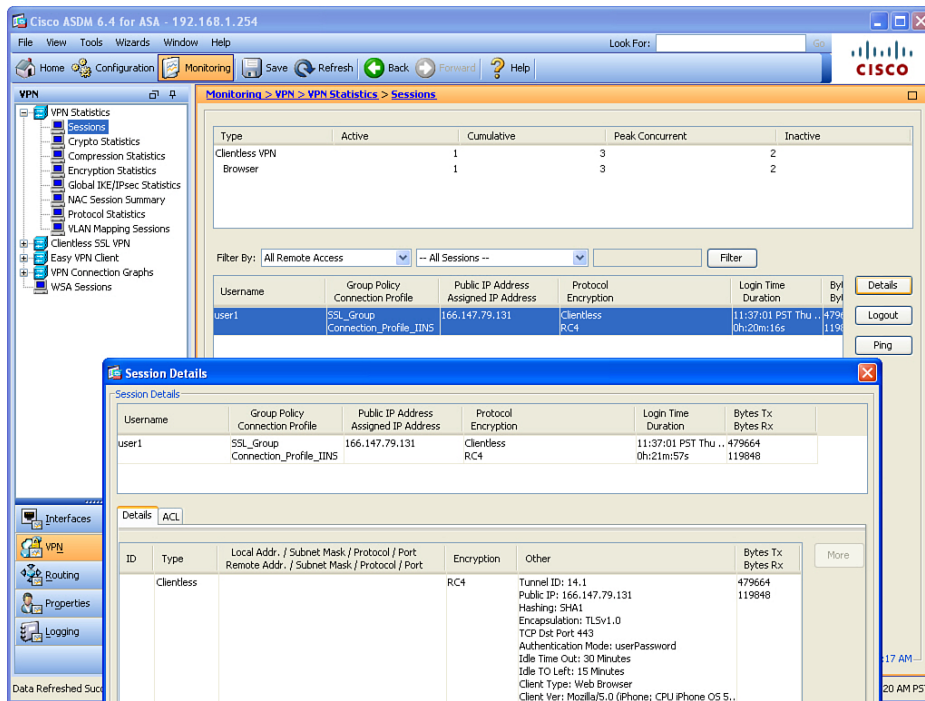 Cisco ASDM 6.4 for ASA - 192.168.1.254
File View Tools Wizards Window Help
Look For:
Go
Home Configuration Monitoring Save Refresh Back Forward Help
cisco
VPN
Monitoring > VPN > VPN Statistics > Sessions
VPN Statistics
Sessions
Crypto Statistics
Compression Statistics
Encryption Statistics
Global IKE/IPsec Statistics
NAC Session Summary
Protocol Statistics
VLAN Mapping Sessions
Clientless SSL VPN
Easy VPN Client
VPN Connection Graphs
WSA Sessions
Type Active Cumulative Peak Concurrent Inactive
Clientless VPN 1 3 2
Browser 1 3 2
Filter By: All Remote Access -- All Sessions -- Filter
Username Group Policy Public IP Address Protocol Login Time
Connection Profile Assigned IP Address Encryption Duration
user1 SSL_Group 166.147.79.131 Clientless 11:37:01 PST Thu ..
Connection_Profile_IINS RC4 0h:20m:16s
Details
Logout
Ping
Session Details
Session Details
Username Group Policy Public IP Address Protocol Login Time Bytes Tx
Connection Profile Assigned IP Address Encryption Duration Bytes Rx
user1 SSL_Group 166.147.79.131 Clientless 11:37:01 PST Thu .. 479664
Connection_Profile_IINS RC4 0h:21m:57s 119848
Details ACL
ID Type Local Addr. / Subnet Mask / Protocol / Port Encryption Other Bytes Tx
Remote Addr. / Subnet Mask / Protocol / Port Bytes Rx
More
Clientless RC4 Tunnel ID: 14.1 479664
Public IP: 166.147.79.131 119848
Hashing: SHA1
Encapsulation: TLSv1.0
TCP Dst Port 443
Authentication Mode: userPassword
Idle Time Out: 30 Minutes
Idle TO Left: 15 Minutes
Client Type: Web Browser
Client Ver: Mozilla/5.0 (iPhone; CPU iPhone OS 5..
Interfaces
VPN
Routing
Properties
Logging
:17 AM
Data Refreshed Succ
20 AM PS